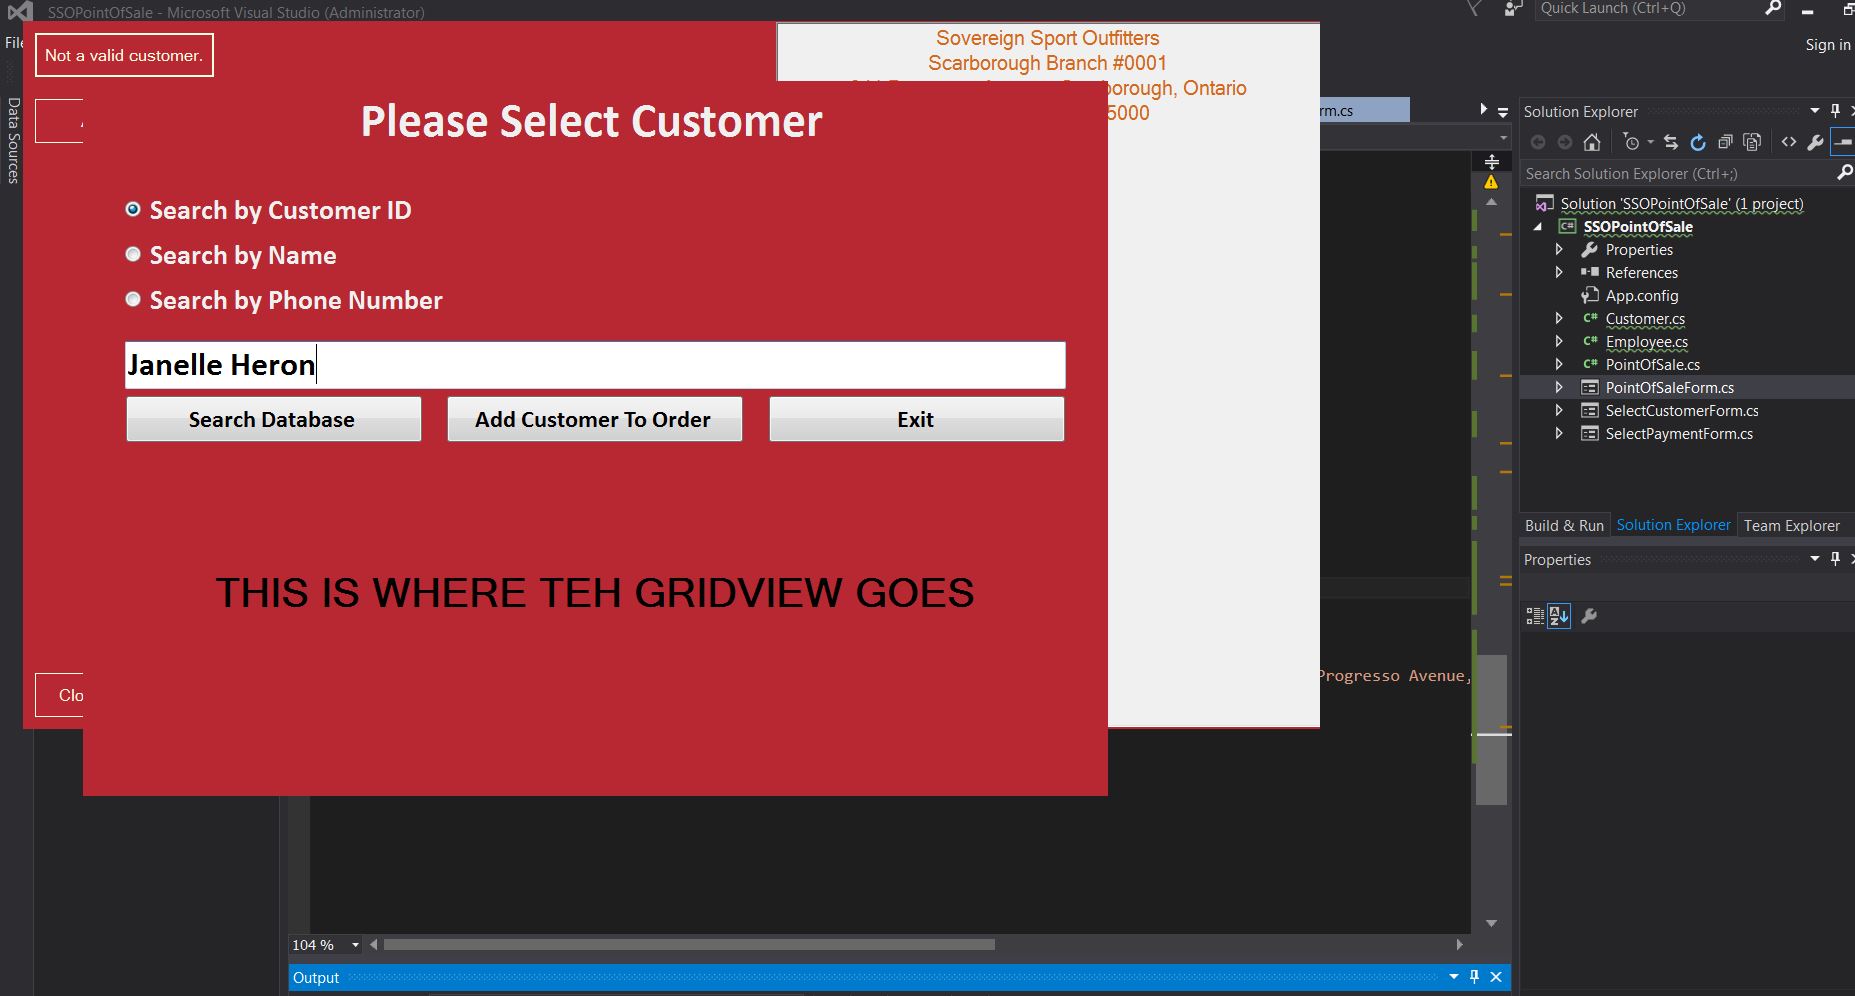 SSOPointOfSale - Microsoft Visual Studio (Administrator)
Quick Launch (Ctrl+Q)
Sign in
Not a valid customer.
Sovereign Sport Outfitters
Scarborough Branch #0001
Ontario
5000
Data Sources
Please Select Customer
Search by Customer ID
Search by Name
Search by Phone Number
Janelle Heron
Search Database
Add Customer To Order
Exit
THIS IS WHERE TEH GRIDVIEW GOES
Clo
rm.cs
Progresso Avenue,
104 %
Output
Solution Explorer
Search Solution Explorer (Ctrl+;)
Solution 'SSOPointOfSale' (1 project)
SSOPointOfSale
Properties
References
App.config
Customer.cs
Employee.cs
PointOfSale.cs
PointOfSaleForm.cs
SelectCustomerForm.cs
SelectPaymentForm.cs
Build & Run
Solution Explorer
Team Explorer
Properties